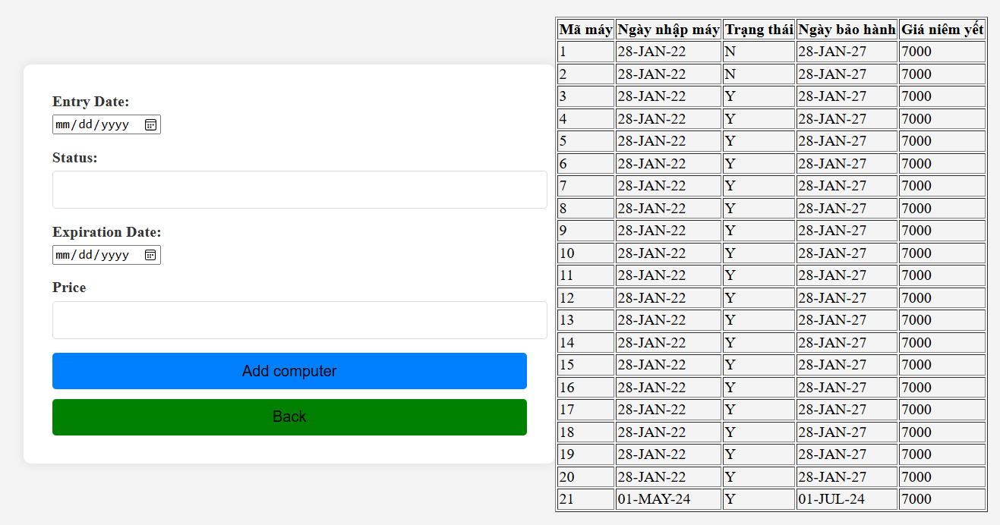 Entry Date:
mm/dd/yyyy
Status:
Expiration Date:
mm/dd/yyyy
Price
Add computer
Back
Mã máy Ngày nhập máy Trạng thái Ngày bảo hành Giá niêm yết
1 28-JAN-22 N 28-JAN-27 7000
2 28-JAN-22 N 28-JAN-27 7000
3 28-JAN-22 Y 28-JAN-27 7000
4 28-JAN-22 Y 28-JAN-27 7000
5 28-JAN-22 Y 28-JAN-27 7000
6 28-JAN-22 Y 28-JAN-27 7000
7 28-JAN-22 Y 28-JAN-27 7000
8 28-JAN-22 Y 28-JAN-27 7000
9 28-JAN-22 Y 28-JAN-27 7000
10 28-JAN-22 Y 28-JAN-27 7000
11 28-JAN-22 Y 28-JAN-27 7000
12 28-JAN-22 Y 28-JAN-27 7000
13 28-JAN-22 Y 28-JAN-27 7000
14 28-JAN-22 Y 28-JAN-27 7000
15 28-JAN-22 Y 28-JAN-27 7000
16 28-JAN-22 Y 28-JAN-27 7000
17 28-JAN-22 Y 28-JAN-27 7000
18 28-JAN-22 Y 28-JAN-27 7000
19 28-JAN-22 Y 28-JAN-27 7000
20 28-JAN-22 Y 28-JAN-27 7000
21 01-MAY-24 Y 01-JUL-24 7000